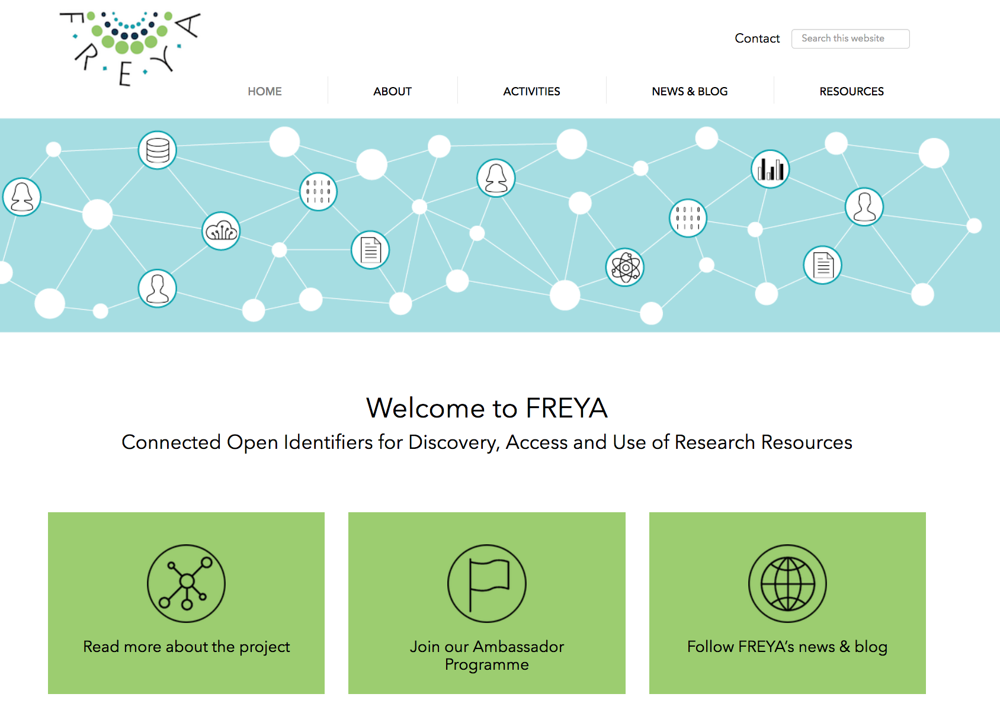 FREYA
Contact
Search this website
HOME
ABOUT
ACTIVITIES
NEWS & BLOG
RESOURCES
0 0 1 0
0 0 0 0
1 1 0 1
0 0 1 0
0 0 0 0
1 1 0 1
Welcome to FREYA
Connected Open Identifiers for Discovery, Access and Use of Research Resources
Read more about the project
Join our Ambassador
Programme
Follow FREYA’s news & blog